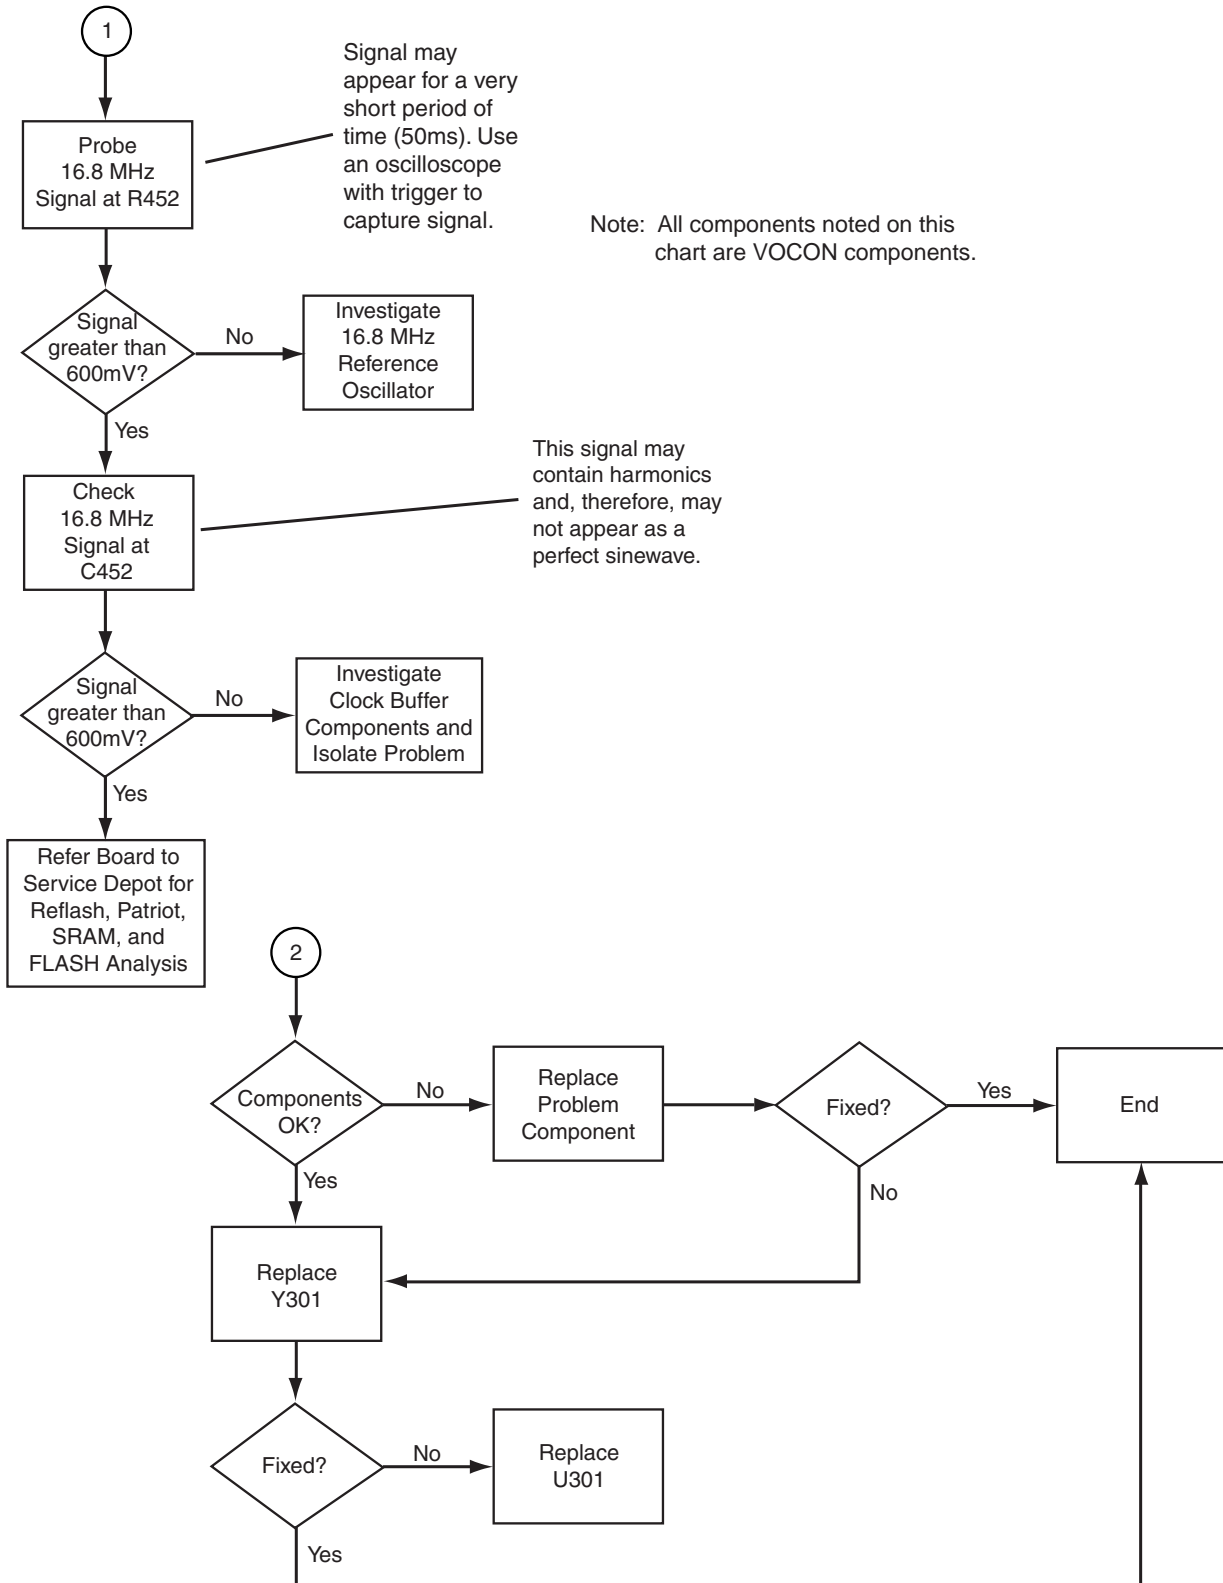 1
Signal may
appear for a very
short period of
time (50ms). Use
an oscilloscope
with trigger to
capture signal.
Probe
16.8 MHz
Signal at R452
Note: All components noted on this
chart are VOCON components.
Signal
greater than
600mV?
No
Investigate
16.8 MHz
Reference
Oscillator
Yes
Check
16.8 MHz
Signal at
C452
This signal may
contain harmonics
and, therefore, may
not appear as a
perfect sinewave.
Signal
greater than
600mV?
No
Investigate
Clock Buffer
Components and
Isolate Problem
Yes
Refer Board to
Service Depot for
Reflash, Patriot,
SRAM, and
FLASH Analysis
2
Components
OK?
No
Replace
Problem
Component
Fixed?
Yes
End
Yes
No
Replace
Y301
Fixed?
No
Replace
U301
Yes